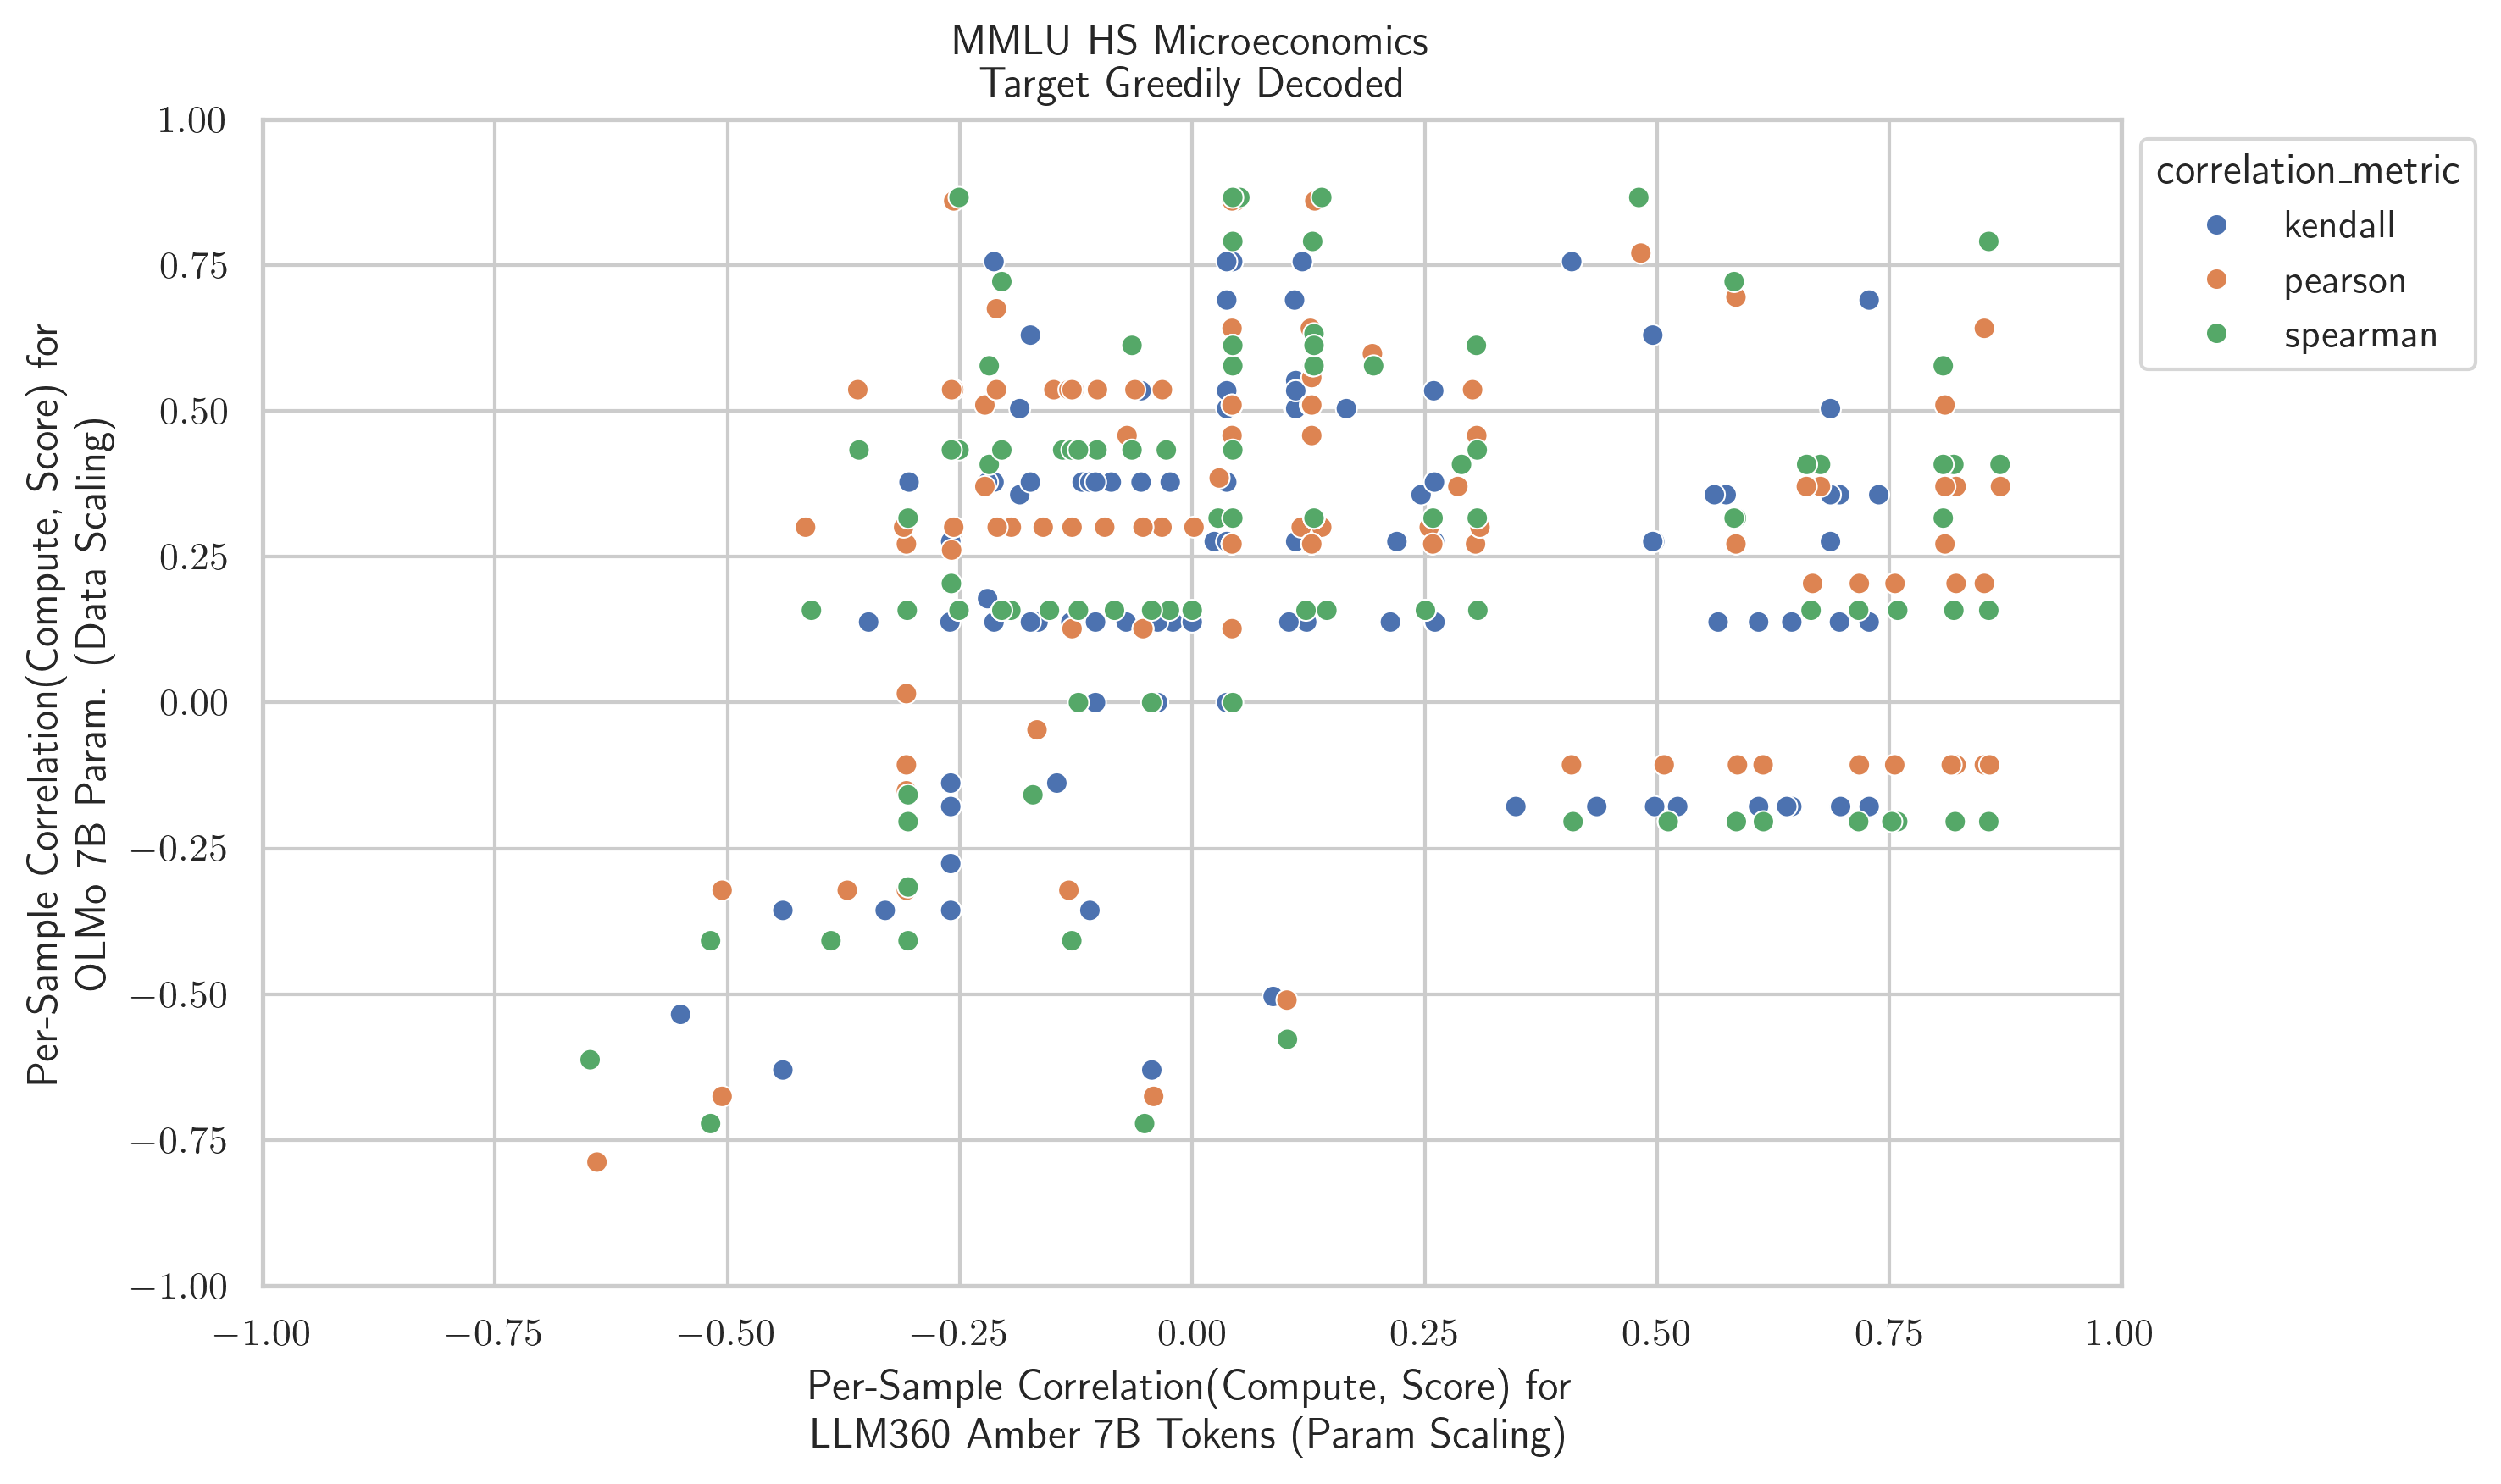 MMLU HS Microeconomics
Target Greedily Decoded
Per-Sample Correlation(Compute, Score) for
OLMo 7B Param. (Data Scaling)
1.00
0.75
0.50
0.25
0.00
−0.25
−0.50
−0.75
−1.00
−1.00
−0.75
−0.50
−0.25
0.00
0.25
0.50
0.75
1.00
Per-Sample Correlation(Compute, Score) for
LLM360 Amber 7B Tokens (Param Scaling)
correlation_metric
kendall
pearson
spearman